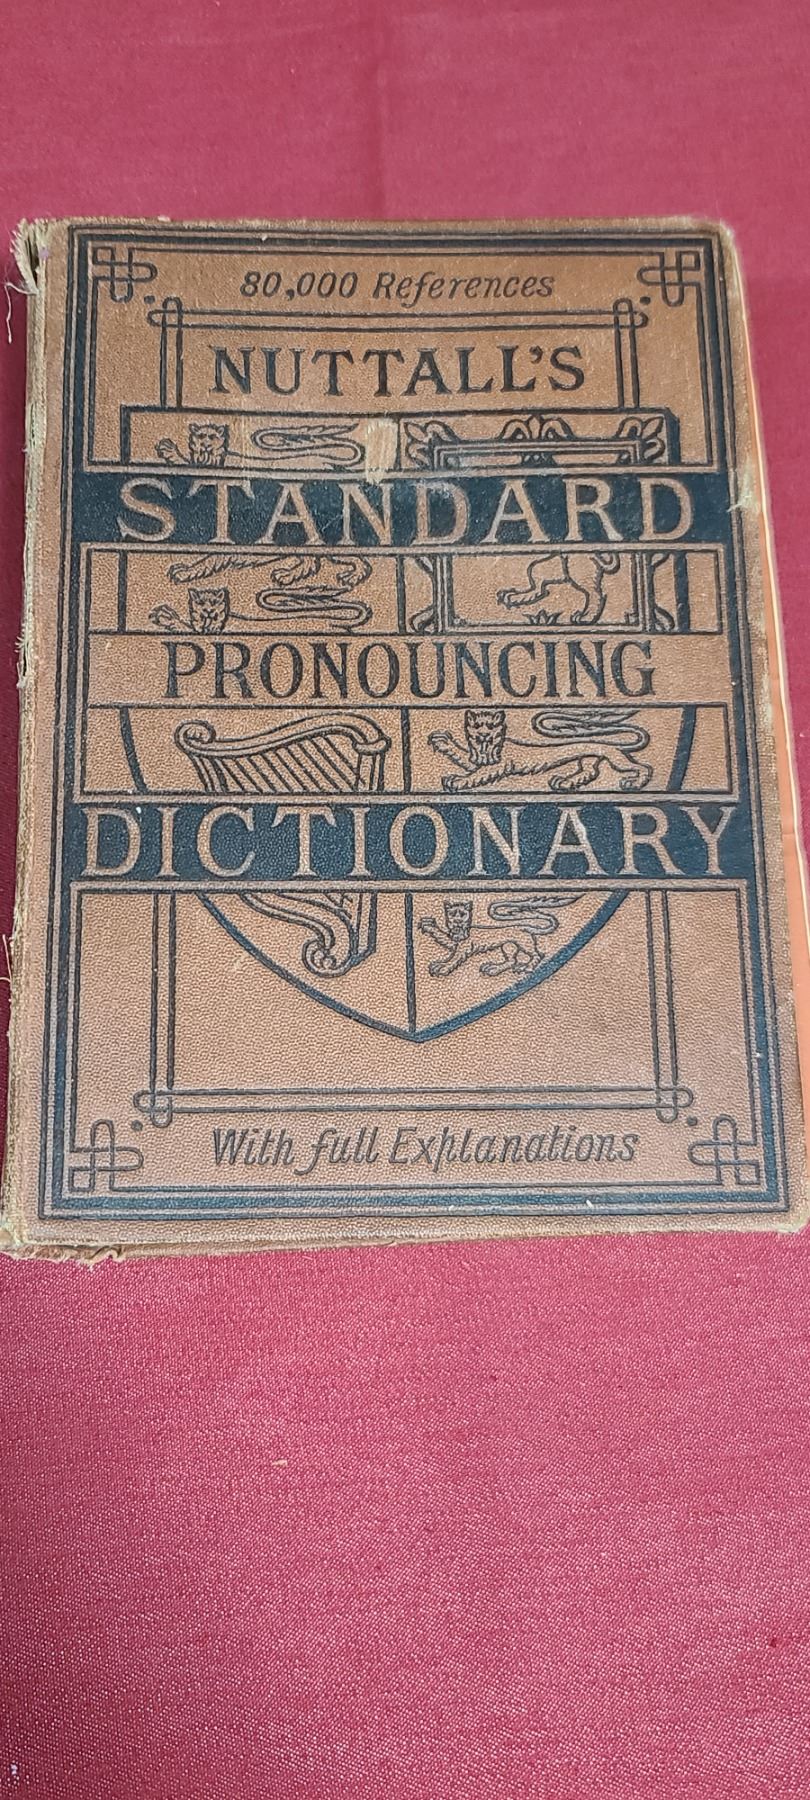 80,000 References
NUTTALL'S
STANDARD
PRONOUNCING
DICTIONARY
With full Explanations